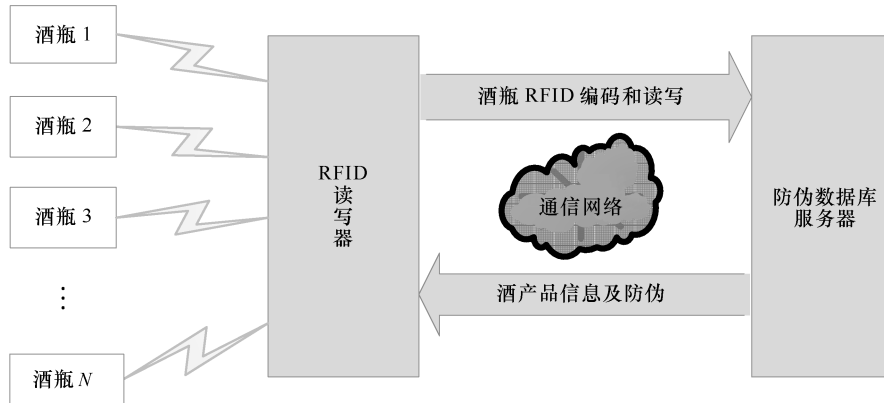 酒瓶 1
酒瓶 2
酒瓶 3
⋮
酒瓶 N
RFID
读
写
器
酒瓶 RFID 编码和读写
通信网络
酒产品信息及防伪
防伪数据库
服务器